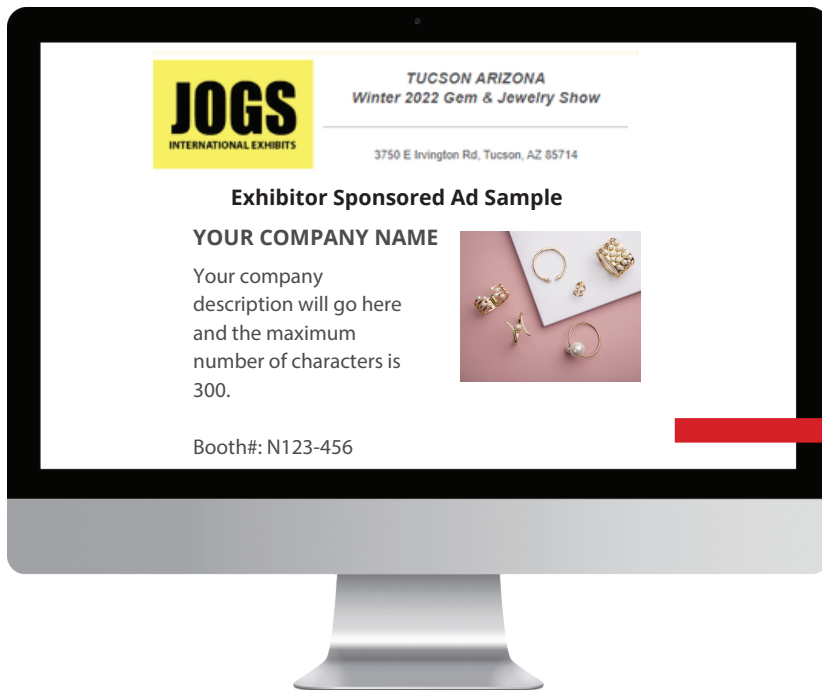 JOGS
INTERNATIONAL EXHIBITS
TUCSON ARIZONA
Winter 2022 Gem & Jewelry Show
3750 E Irvington Rd, Tucson, AZ 85714
Exhibitor Sponsored Ad Sample
YOUR COMPANY NAME
Your company
description will go here
and the maximum
number of characters is
300.
Booth#: N123-456